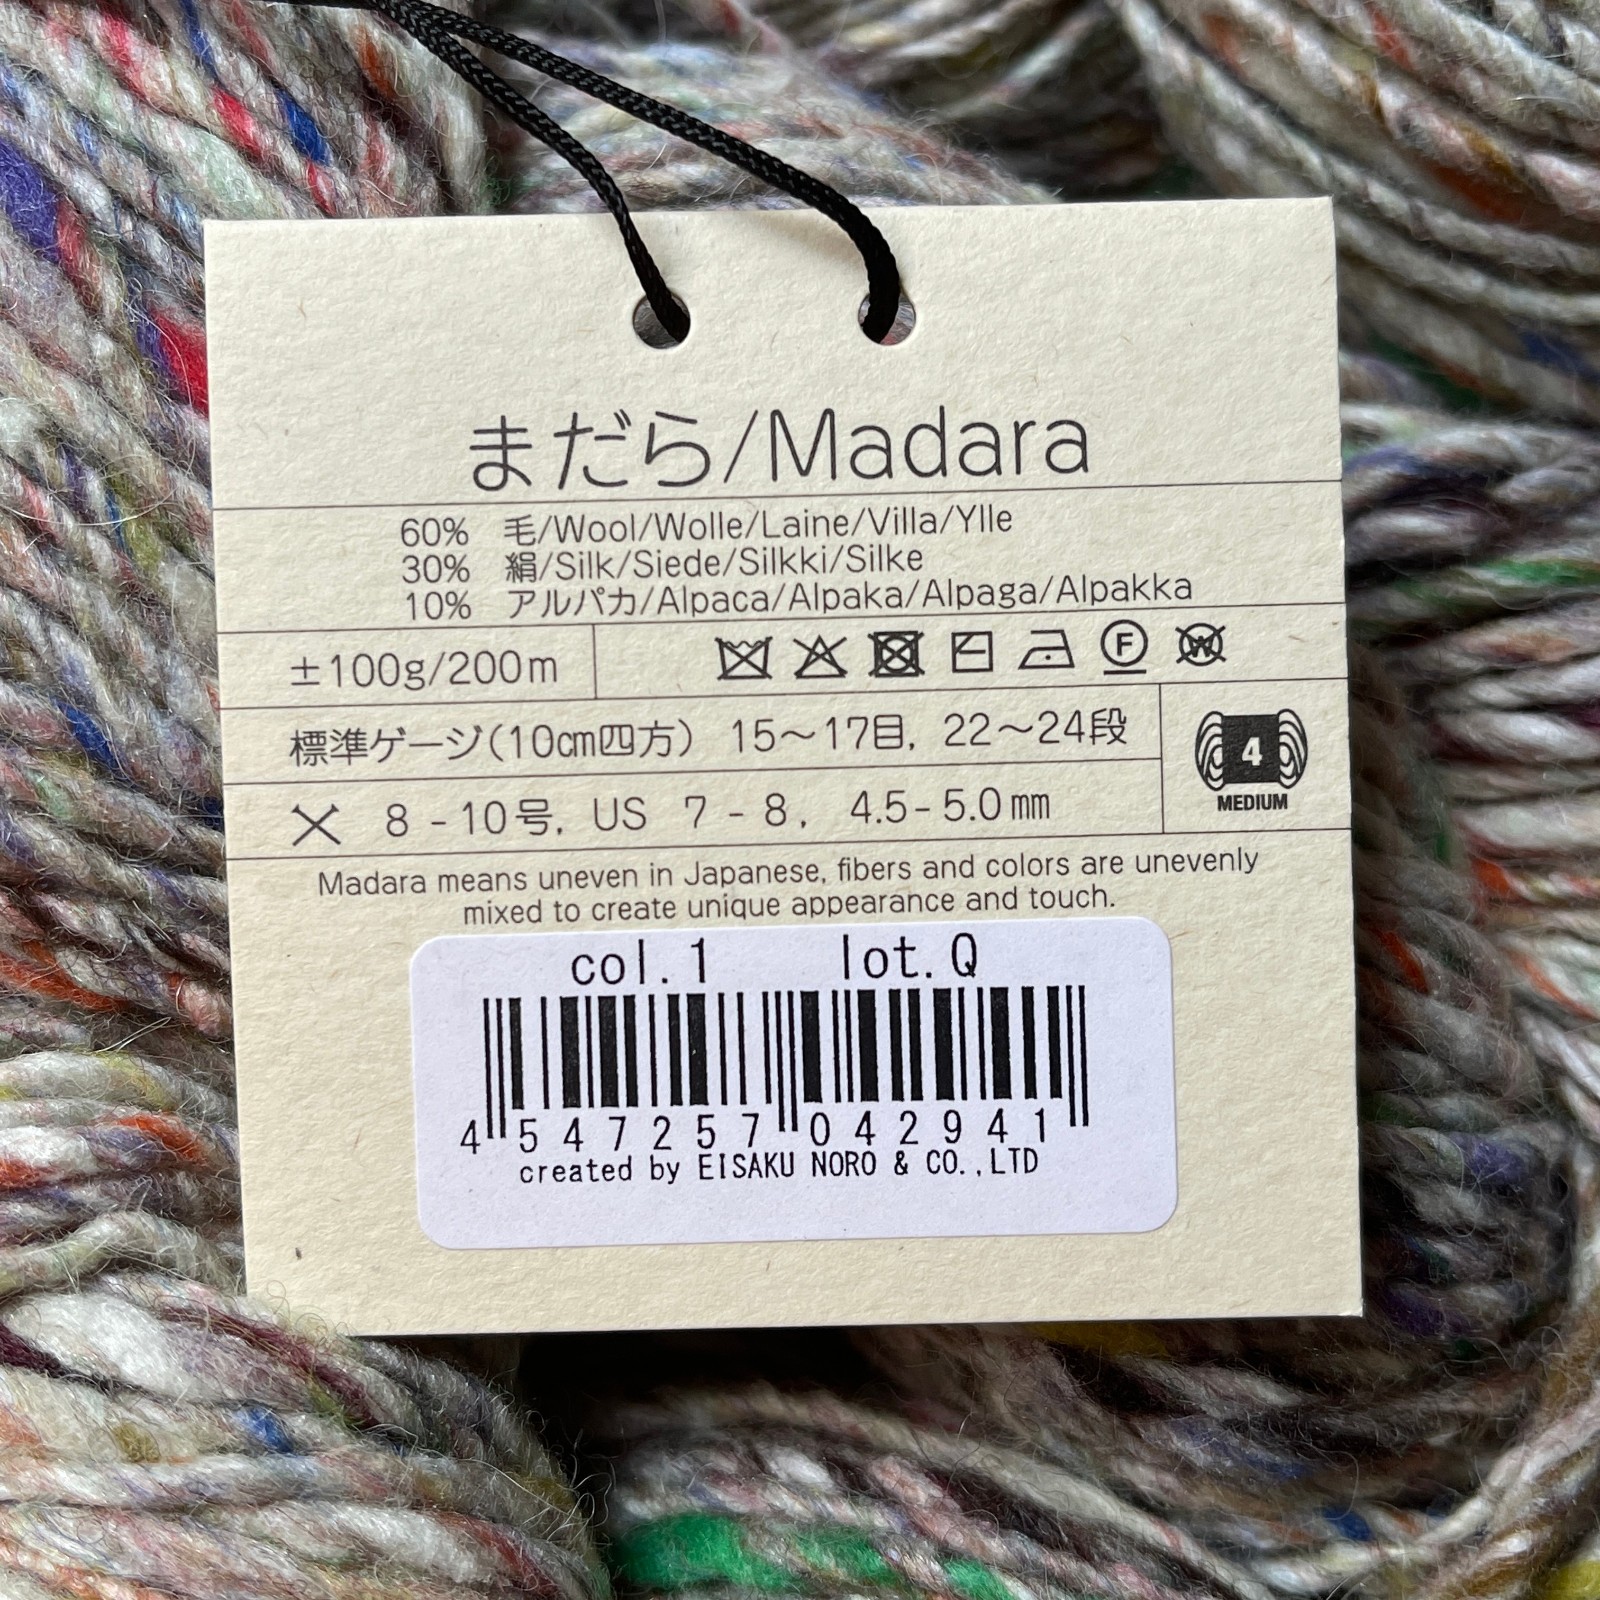 まだら/Madara
60% 毛/Wool/Wolle/Laine/Villa/Ylle
30% 絹/Silk/Siede/Silkki/Silke
10% アルパカ/Alpaca/Alpaka/Alpaga/Alpakka
±100g/200m
F W
標準ゲージ(10cm四方) 15〜17目, 22〜24段
4
MEDIUM
8 - 10号, US 7 - 8, 4.5-5.0mm
Madara means uneven in Japanese, fibers and colors are unevenly
mixed to create unique appearance and touch.
col.1 lot.Q
4 547257 042941
created by EISAKU NORO & CO.,LTD